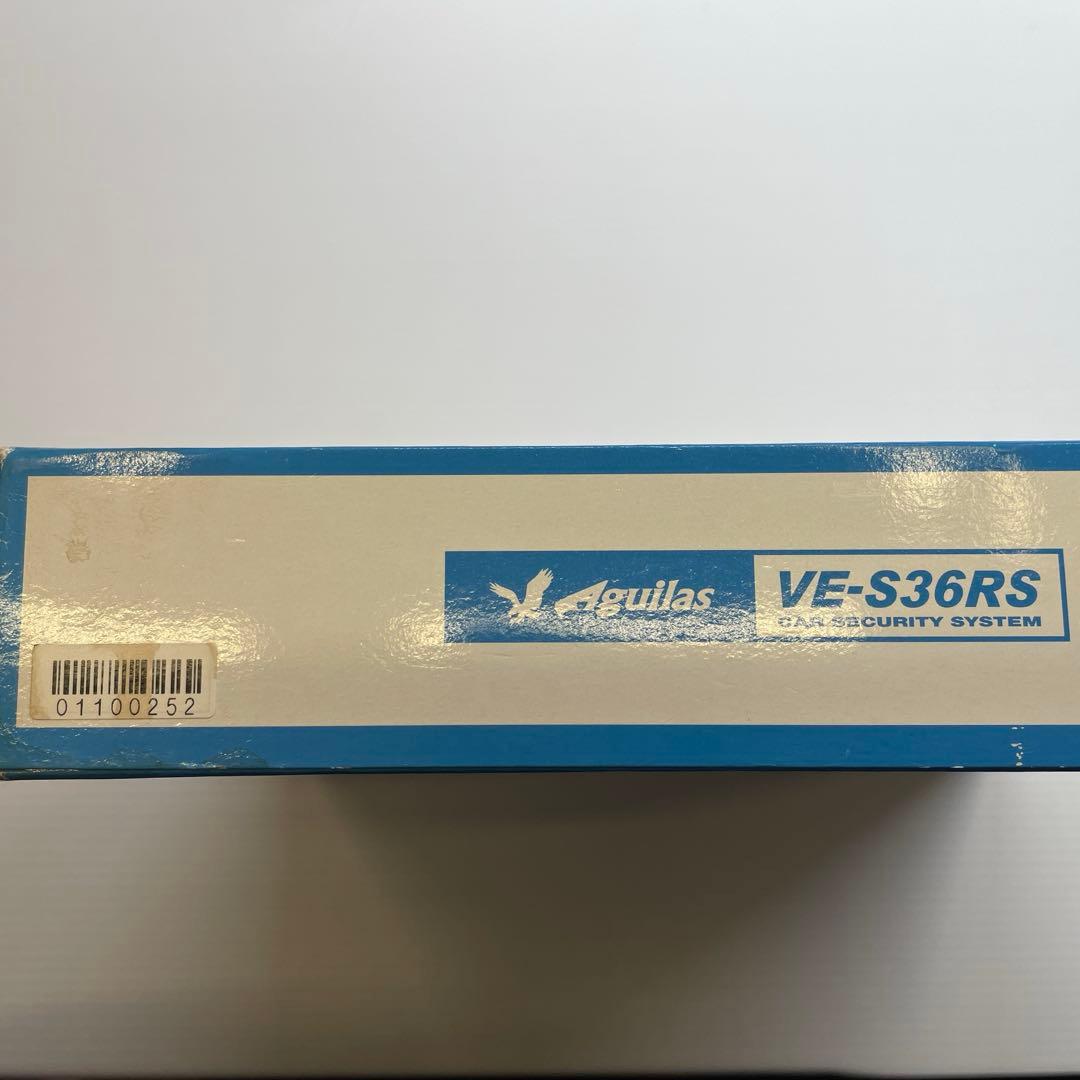 Aguilas
VE-S36RS
CAR SECURITY SYSTEM
01100252